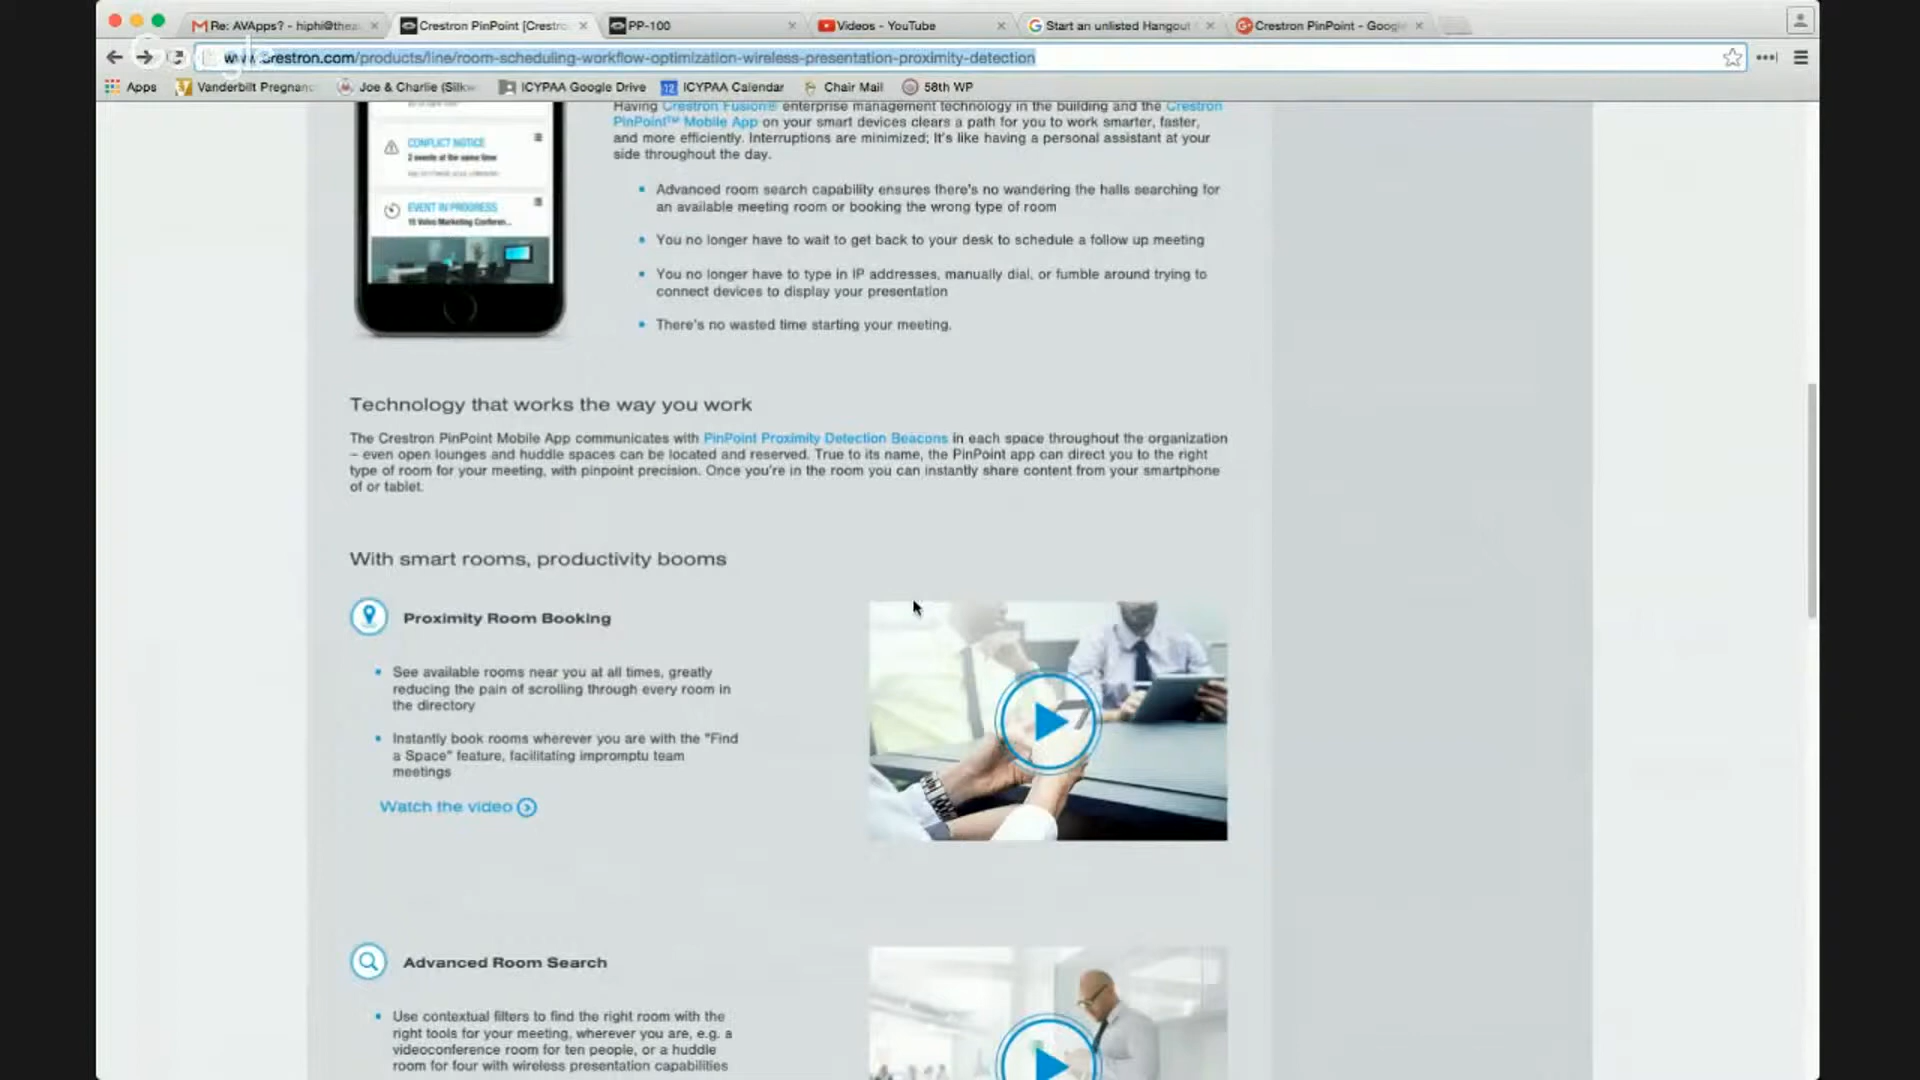 Re: AVApps? - hiphi@thea
Crestron PinPoint [Crestro
PP-100
Videos - YouTube
Start an unlisted Hangout
Crestron PinPoint - Google
www.crestron.com/products/line/room-scheduling-workflow-optimization-wireless-presentation-proximity-detection
Apps
Vanderbilt Pregnanc
Joe & Charlie (Silkw
ICYPAA Google Drive
ICYPAA Calendar
Chair Mail
58th WP
Having Crestron Fusion® enterprise management technology in the building and the Crestron
PinPoint™ Mobile App on your smart devices clears a path for you to work smarter, faster,
and more efficiently. Interruptions are minimized; it's like having a personal assistant at your
side throughout the day.
CONFLICT NOTICE
2 events at the same time
EVENT IN PROGRESS
15 Video Marketing Conferen...
• Advanced room search capability ensures there's no wandering the halls searching for
an available meeting room or booking the wrong type of room
• You no longer have to wait to get back to your desk to schedule a follow up meeting
• You no longer have to type in IP addresses, manually dial, or fumble around trying to
connect devices to display your presentation
• There's no wasted time starting your meeting.
Technology that works the way you work
The Crestron PinPoint Mobile App communicates with PinPoint Proximity Detection Beacons in each space throughout the organization
– even open lounges and huddle spaces can be located and reserved. True to its name, the PinPoint app can direct you to the right
type of room for your meeting, with pinpoint precision. Once you're in the room you can instantly share content from your smartphone
of or tablet.
With smart rooms, productivity booms
Proximity Room Booking
• See available rooms near you at all times, greatly
reducing the pain of scrolling through every room in
the directory
• Instantly book rooms wherever you are with the "Find
a Space" feature, facilitating impromptu team
meetings
Watch the video
Advanced Room Search
• Use contextual filters to find the right room with the
right tools for your meeting, wherever you are, e.g. a
videoconference room for ten people, or a huddle
room for four with wireless presentation capabilities